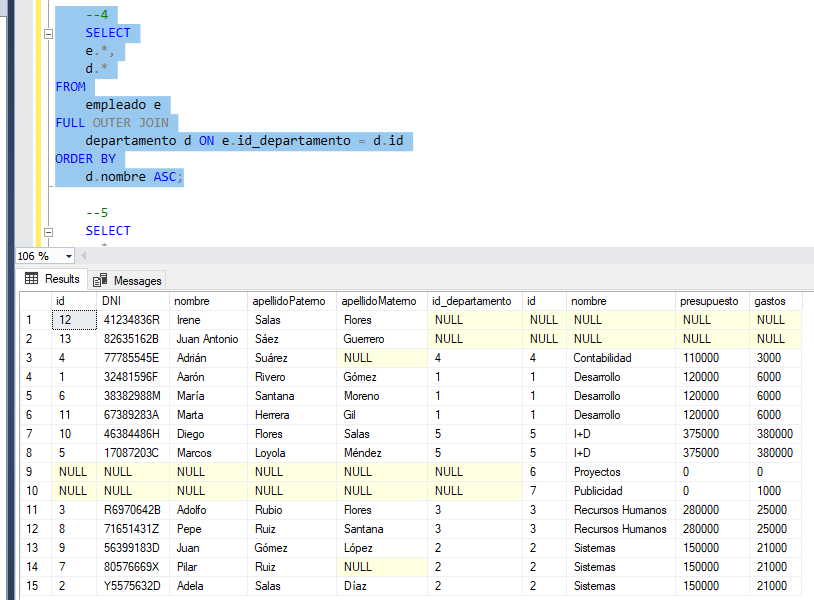 --4
SELECT
e.*,
d.*
FROM
empleado e
FULL OUTER JOIN
departamento d ON e.id_departamento = d.id
ORDER BY
d.nombre ASC;
--5
SELECT
106 %
Results Messages
id DNI nombre apellidoPaterno apellidoMaterno id_departamento id nombre presupuesto gastos
1 12 41234836R Irene Salas Flores NULL NULL NULL NULL NULL
2 13 82635162B Juan Antonio Sáez Guerrero NULL NULL NULL NULL NULL
3 4 77785545E Adrián Suárez NULL 4 4 Contabilidad 110000 3000
4 1 32481596F Aarón Rivero Gómez 1 1 Desarrollo 120000 6000
5 6 38382988M María Santana Moreno 1 1 Desarrollo 120000 6000
6 11 67389283A Marta Herrera Gil 1 1 Desarrollo 120000 6000
7 10 46384486H Diego Flores Salas 5 5 I+D 375000 380000
8 5 17087203C Marcos Loyola Méndez 5 5 I+D 375000 380000
9 NULL NULL NULL NULL NULL NULL 6 Proyectos 0 0
10 NULL NULL NULL NULL NULL NULL 7 Publicidad 0 1000
11 3 R6970642B Adolfo Rubio Flores 3 3 Recursos Humanos 280000 25000
12 8 71651431Z Pepe Ruiz Santana 3 3 Recursos Humanos 280000 25000
13 9 56399183D Juan Gómez López 2 2 Sistemas 150000 21000
14 7 80576669X Pilar Ruiz NULL 2 2 Sistemas 150000 21000
15 2 Y5575632D Adela Salas Díaz 2 2 Sistemas 150000 21000